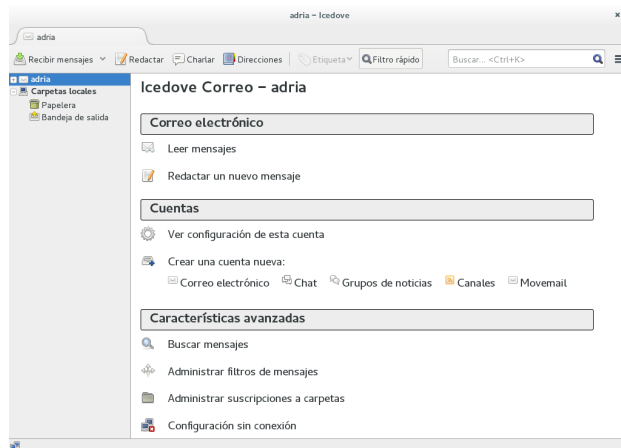 adria – Icedove
adria
Recibir mensajes Redactar Charlar Direcciones Etiqueta Filtro rápido Buscar... <Ctrl+K>
adria
Carpetas locales
Papelera
Bandeja de salida
Icedove Correo – adria
Correo electrónico
Leer mensajes
Redactar un nuevo mensaje
Cuentas
Ver configuración de esta cuenta
Crear una cuenta nueva:
Correo electrónico Chat Grupos de noticias Canales Movemail
Características avanzadas
Buscar mensajes
Administrar filtros de mensajes
Administrar suscripciones a carpetas
Configuración sin conexión